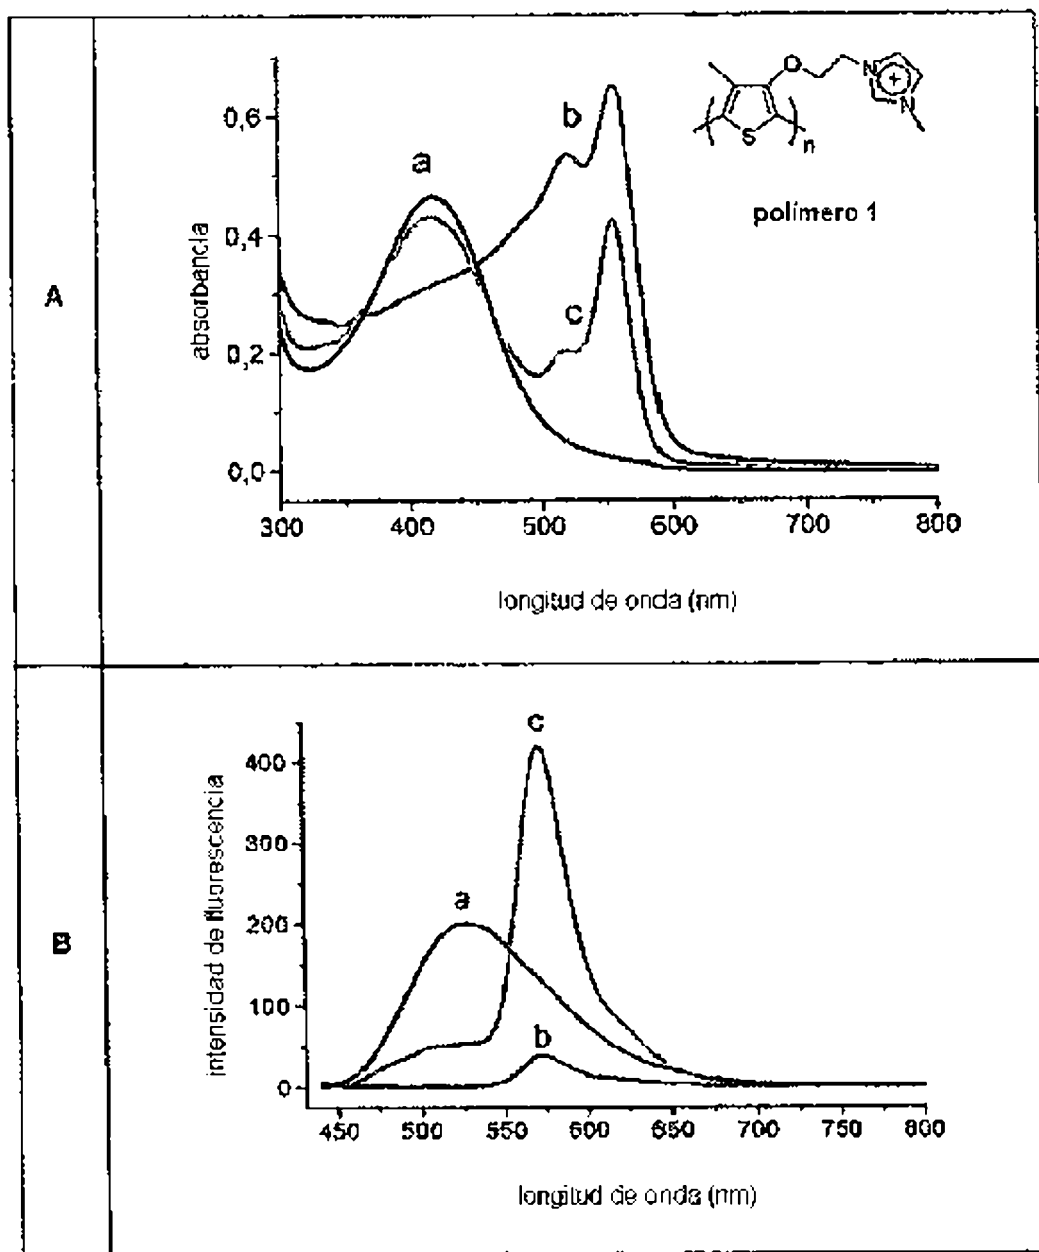 A
absorbancia
0,6
0,4
0,2
0,0
a
b
c
O
N
+
N
S
n
polímero 1
300 400 500 600 700 800
longitud de onda (nm)
B
intensidad de fluorescencia
400
300
200
100
0
c
a
b
450 500 550 600 650 700 750 800
longitud de onda (nm)